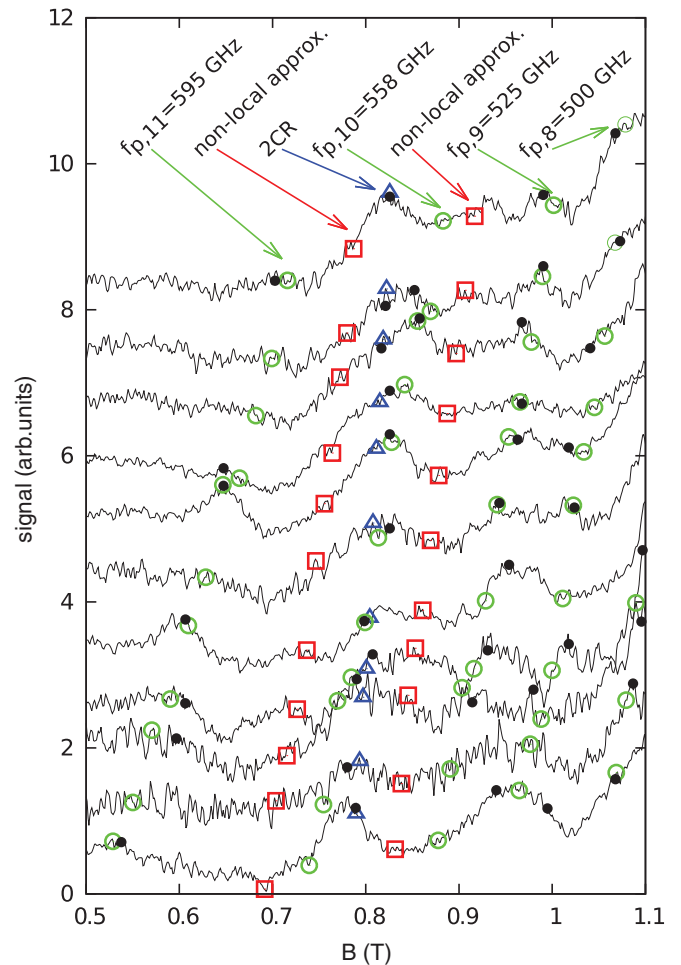 12
10
8
6
4
2
0
signal (arb.units)
fp,11=595 GHz
non-local approx.
2CR
fp,10=558 GHz
non-local approx.
fp,9=525 GHz
fp,8=500 GHz
0.5 0.6 0.7 0.8 0.9 1 1.1
B (T)